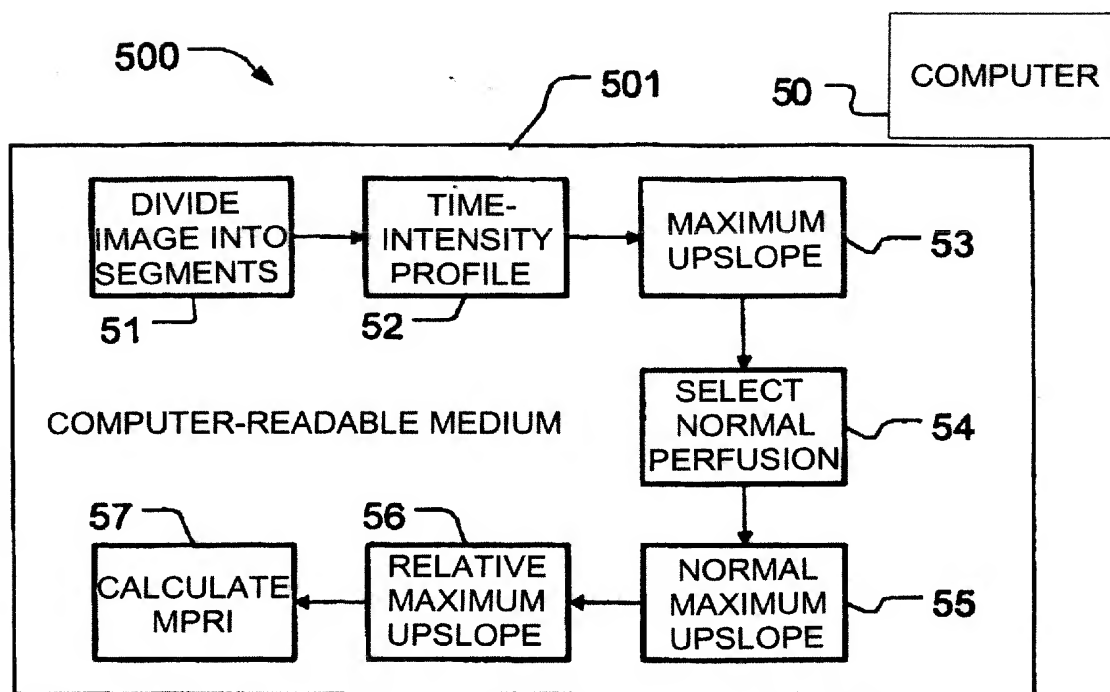 500
501
50
COMPUTER
DIVIDE
IMAGE INTO
SEGMENTS
51
TIME-
INTENSITY
PROFILE
52
MAXIMUM
UPSLOPE
53
SELECT
NORMAL
PERFUSION
54
COMPUTER-READABLE MEDIUM
57
CALCULATE
MPRI
56
RELATIVE
MAXIMUM
UPSLOPE
NORMAL
MAXIMUM
UPSLOPE
55